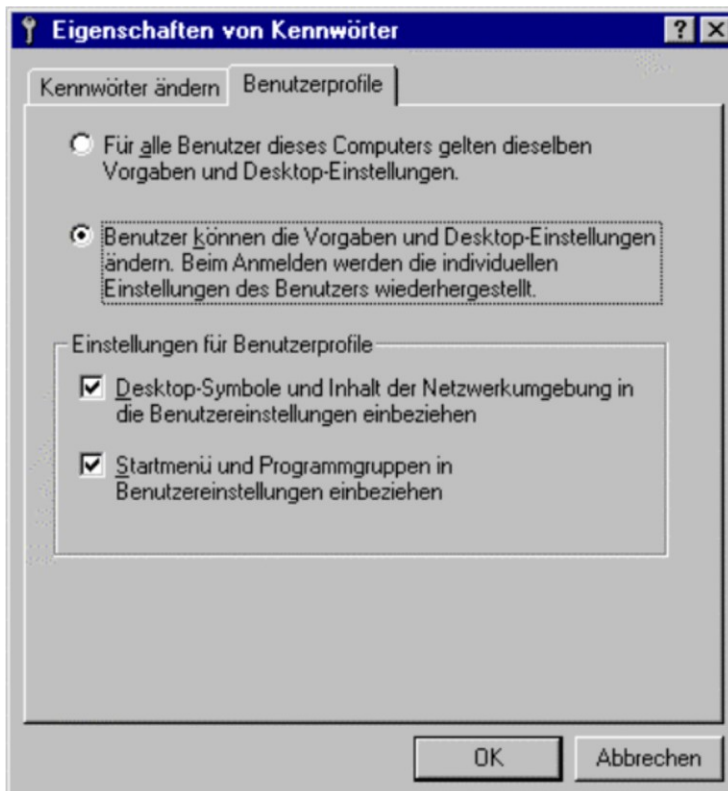 Eigenschaften von Kennwörter
Kennwörter ändern
Benutzerprofile
Für alle Benutzer dieses Computers gelten dieselben
Vorgaben und Desktop-Einstellungen.
Benutzer können die Vorgaben und Desktop-Einstellungen
ändern. Beim Anmelden werden die individuellen
Einstellungen des Benutzers wiederhergestellt.
Einstellungen für Benutzerprofile
Desktop-Symbole und Inhalt der Netzwerkumgebung in
die Benutzereinstellungen einbeziehen
Startmenü und Programmgruppen in
Benutzereinstellungen einbeziehen
OK
Abbrechen